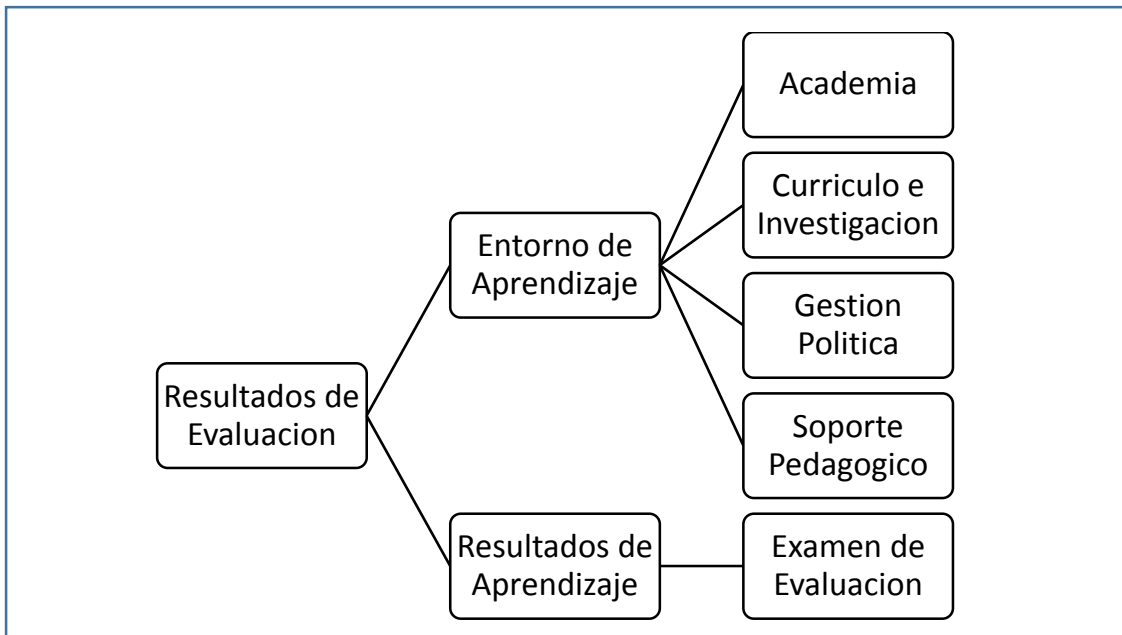 Academia
Curriculo e
Investigacion
Entorno de
Aprendizaje
Gestion
Politica
Resultados de
Evaluacion
Soporte
Pedagogico
Resultados de
Aprendizaje
Examen de
Evaluacion